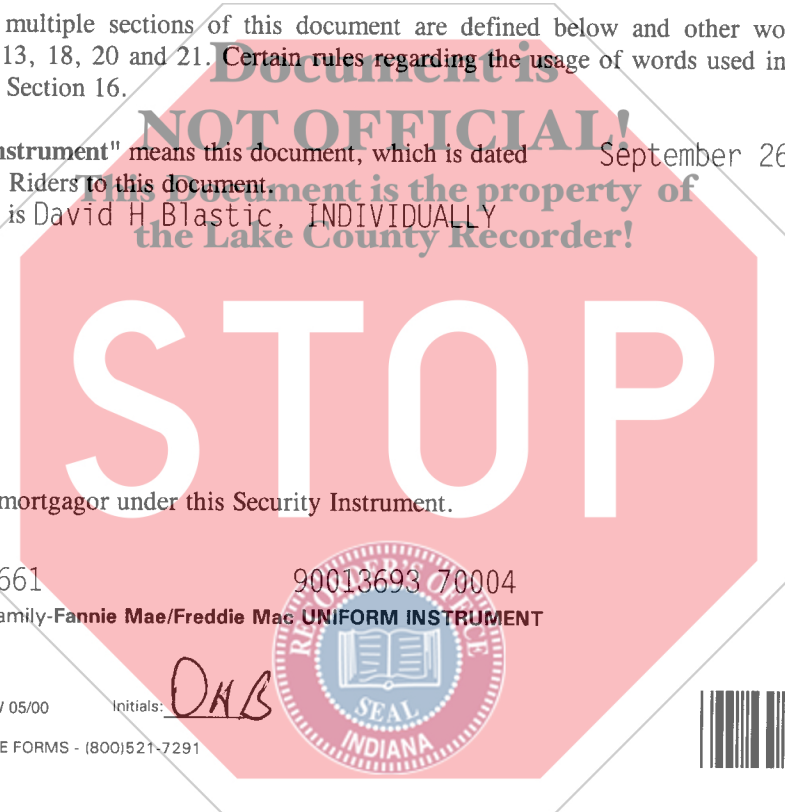 multiple sections of this document are defined below and other wo
13, 18, 20 and 21. Certain rules regarding the usage of words used in
Section 16.
Document is
NOT OFFICIAL!
This Document is the property of
the Lake County Recorder!
nstrument" means this document, which is dated September 26
Riders to this document.
is David H Blastic, INDIVIDUALLY
STOP
mortgagor under this Security Instrument.
661 90013693 70004
amily-Fannie Mae/Freddie Mac UNIFORM INSTRUMENT
/ 05/00 Initials: DHB
E FORMS - (800)521-7291
RECORDER'S OFFICE
SEAL
INDIANA